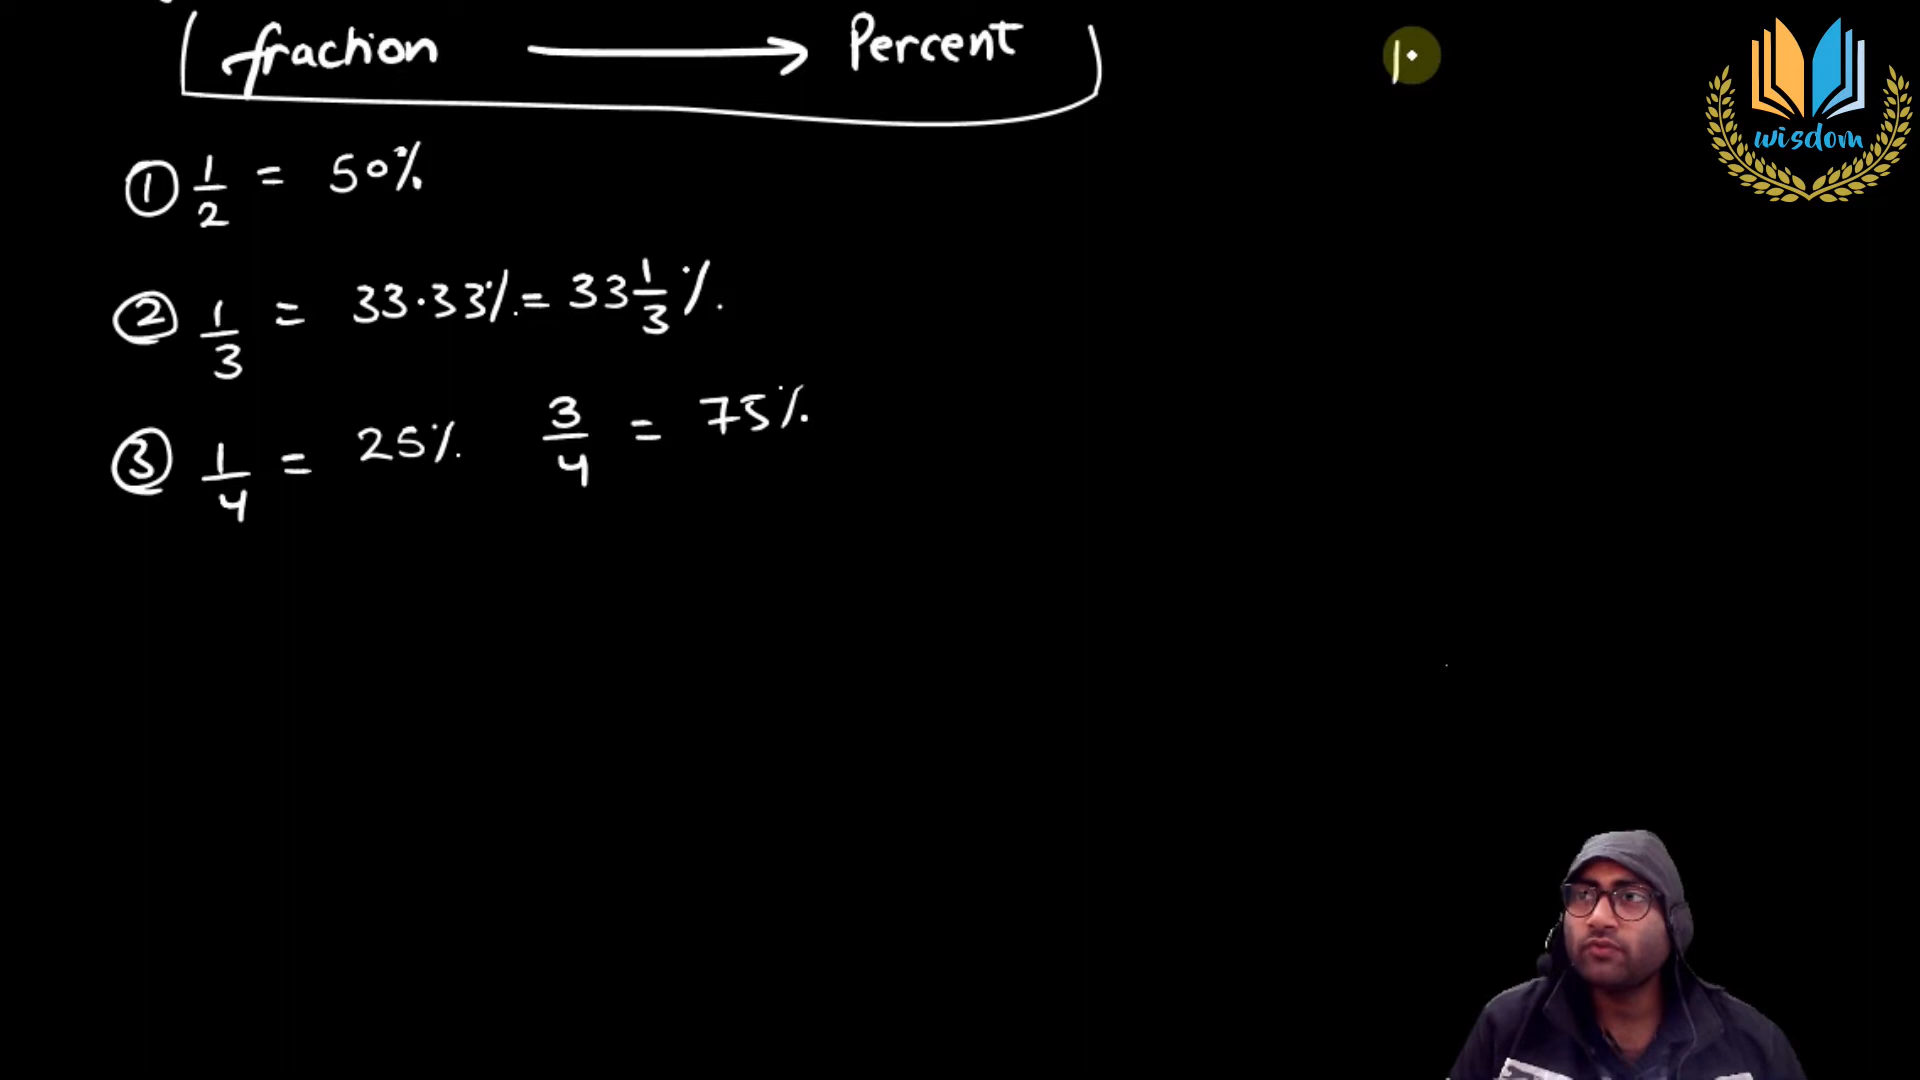 fraction ⟶ Percent
① 1/2 = 50%
② 1/3 = 33.33% = 33 1/3 %
③ 1/4 = 25% 3/4 = 75%
wisdom